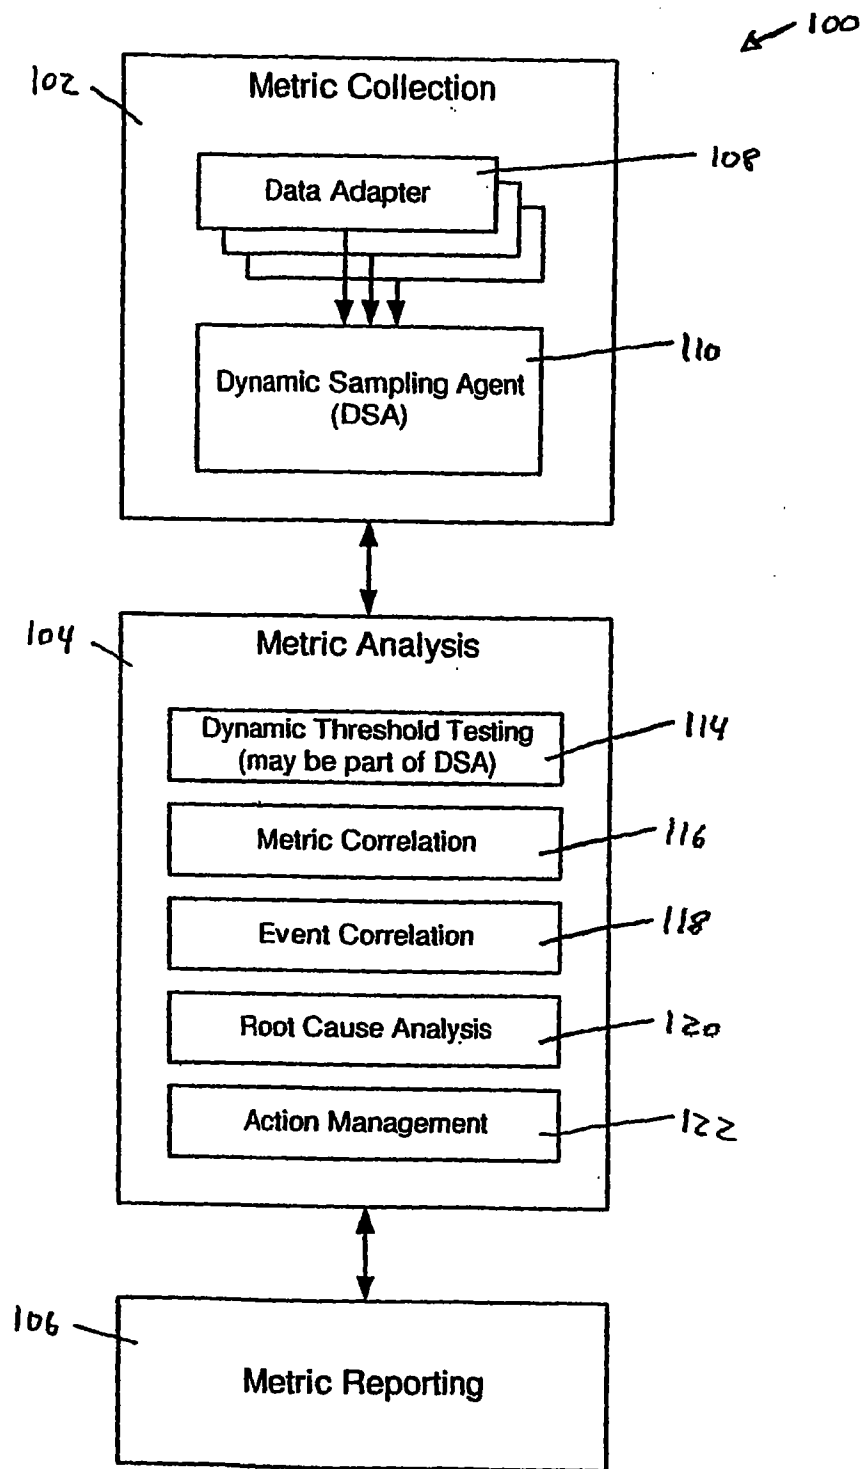 100
102
Metric Collection
108
Data Adapter
110
Dynamic Sampling Agent
(DSA)
104
Metric Analysis
114
Dynamic Threshold Testing
(may be part of DSA)
116
Metric Correlation
118
Event Correlation
120
Root Cause Analysis
122
Action Management
106
Metric Reporting